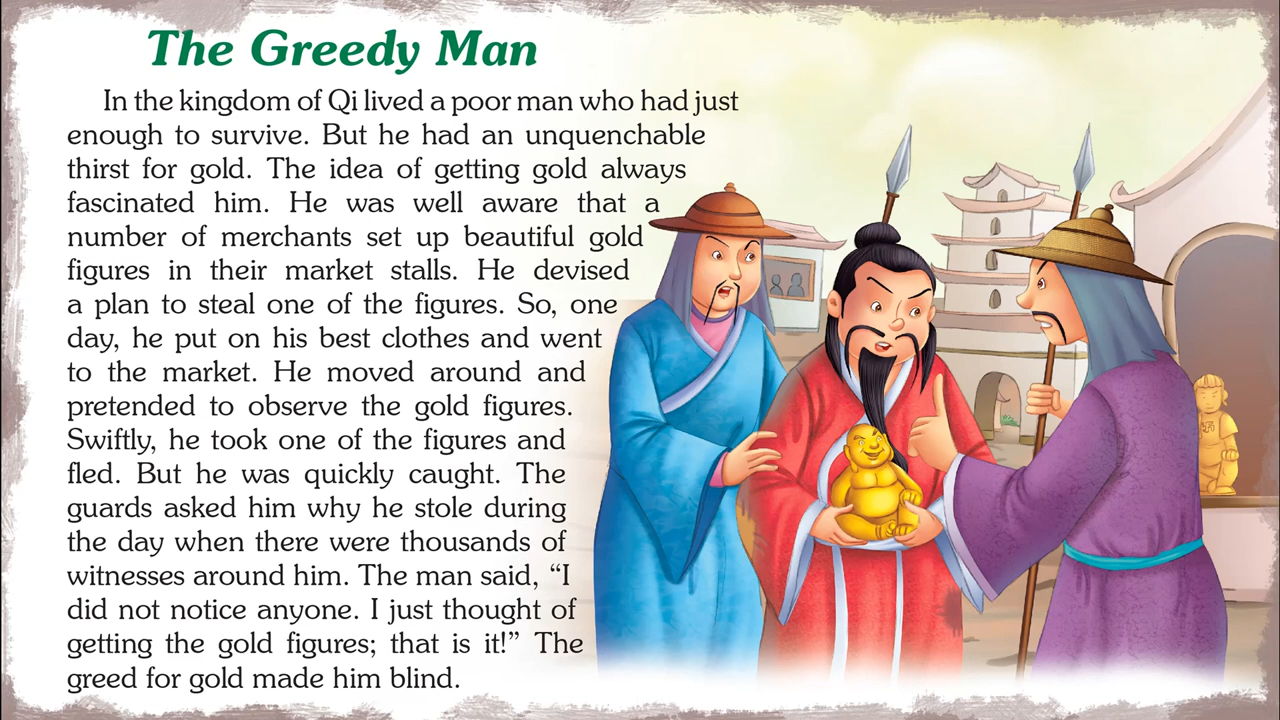 The Greedy Man
In the kingdom of Qi lived a poor man who had just
enough to survive. But he had an unquenchable
thirst for gold. The idea of getting gold always
fascinated him. He was well aware that a
number of merchants set up beautiful gold
figures in their market stalls. He devised
a plan to steal one of the figures. So, one
day, he put on his best clothes and went
to the market. He moved around and
pretended to observe the gold figures.
Swiftly, he took one of the figures and
fled. But he was quickly caught. The
guards asked him why he stole during
the day when there were thousands of
witnesses around him. The man said, “I
did not notice anyone. I just thought of
getting the gold figures; that is it!” The
greed for gold made him blind.